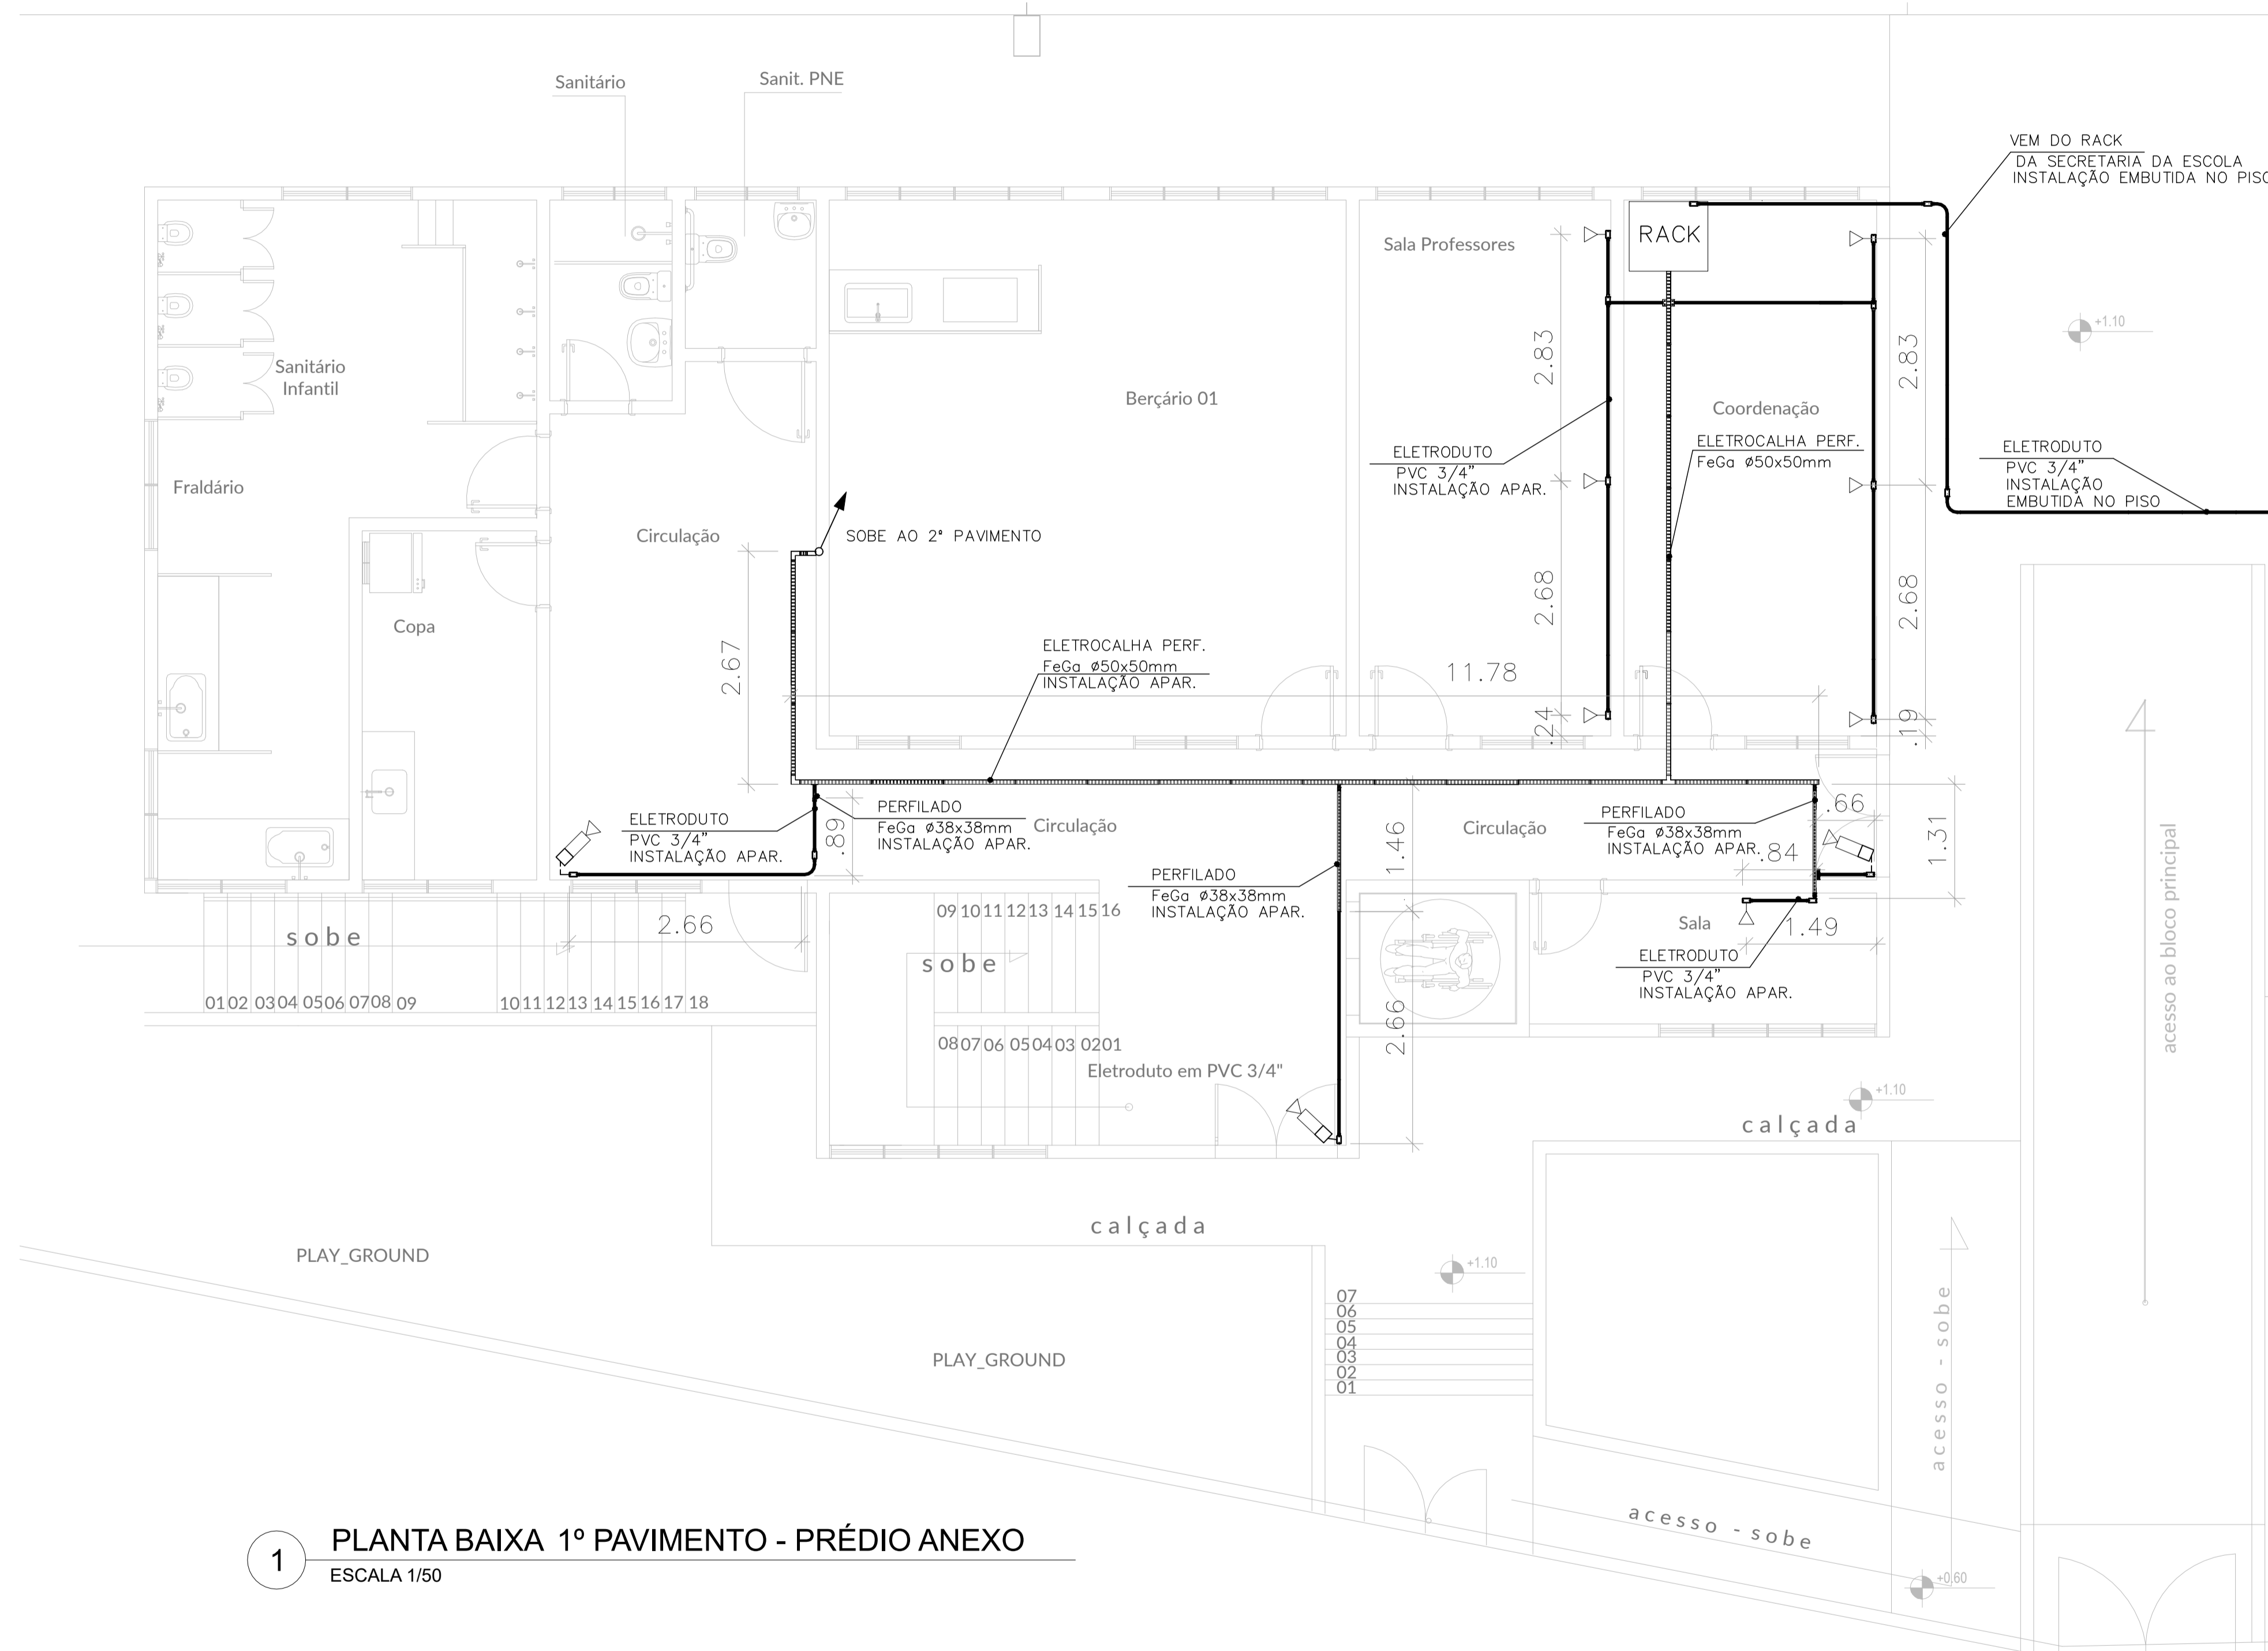 Sanitário
Sanit. PNE
VEM DO RACK
DA SECRETARIA DA ESCOLA
INSTALAÇÃO EMBUTIDA NO PISO
RACK
Sala Professores
+1.10
2.83
2.83
Sanitário
Infantil
Berçário 01
Coordenação
ELETROCALHA PERF.
FeGa ø50x50mm
ELETRODUTO
PVC 3/4"
INSTALAÇÃO APAR.
ELETRODUTO
PVC 3/4"
INSTALAÇÃO
EMBUTIDA NO PISO
Fraldário
Circulação
SOBE AO 2º PAVIMENTO
2.68
2.68
Copa
2.67
ELETROCALHA PERF.
FeGa ø50x50mm
INSTALAÇÃO APAR.
11.78
.24
.19
ELETRODUTO
PVC 3/4"
INSTALAÇÃO APAR.
.89
PERFILADO
FeGa ø38x38mm
INSTALAÇÃO APAR.
Circulação
1.46
Circulação
PERFILADO
FeGa ø38x38mm
INSTALAÇÃO APAR.
.66
.84
1.31
PERFILADO
FeGa ø38x38mm
INSTALAÇÃO APAR.
acesso ao bloco principal
09 10 11 12 13 14 15 16
sobe
2.66
sobe
Sala
1.49
ELETRODUTO
PVC 3/4"
INSTALAÇÃO APAR.
01 02 03 04 05 06 07 08 09
10 11 12 13 14 15 16 17 18
2.66
08 07 06 05 04 03 02 01
Eletroduto em PVC 3/4"
+1.10
calçada
calçada
PLAY_GROUND
+1.10
07
06
05
04
03
02
01
PLAY_GROUND
acesso - sobe
acesso - sobe
+0.60
1
PLANTA BAIXA 1º PAVIMENTO - PRÉDIO ANEXO
ESCALA 1/50